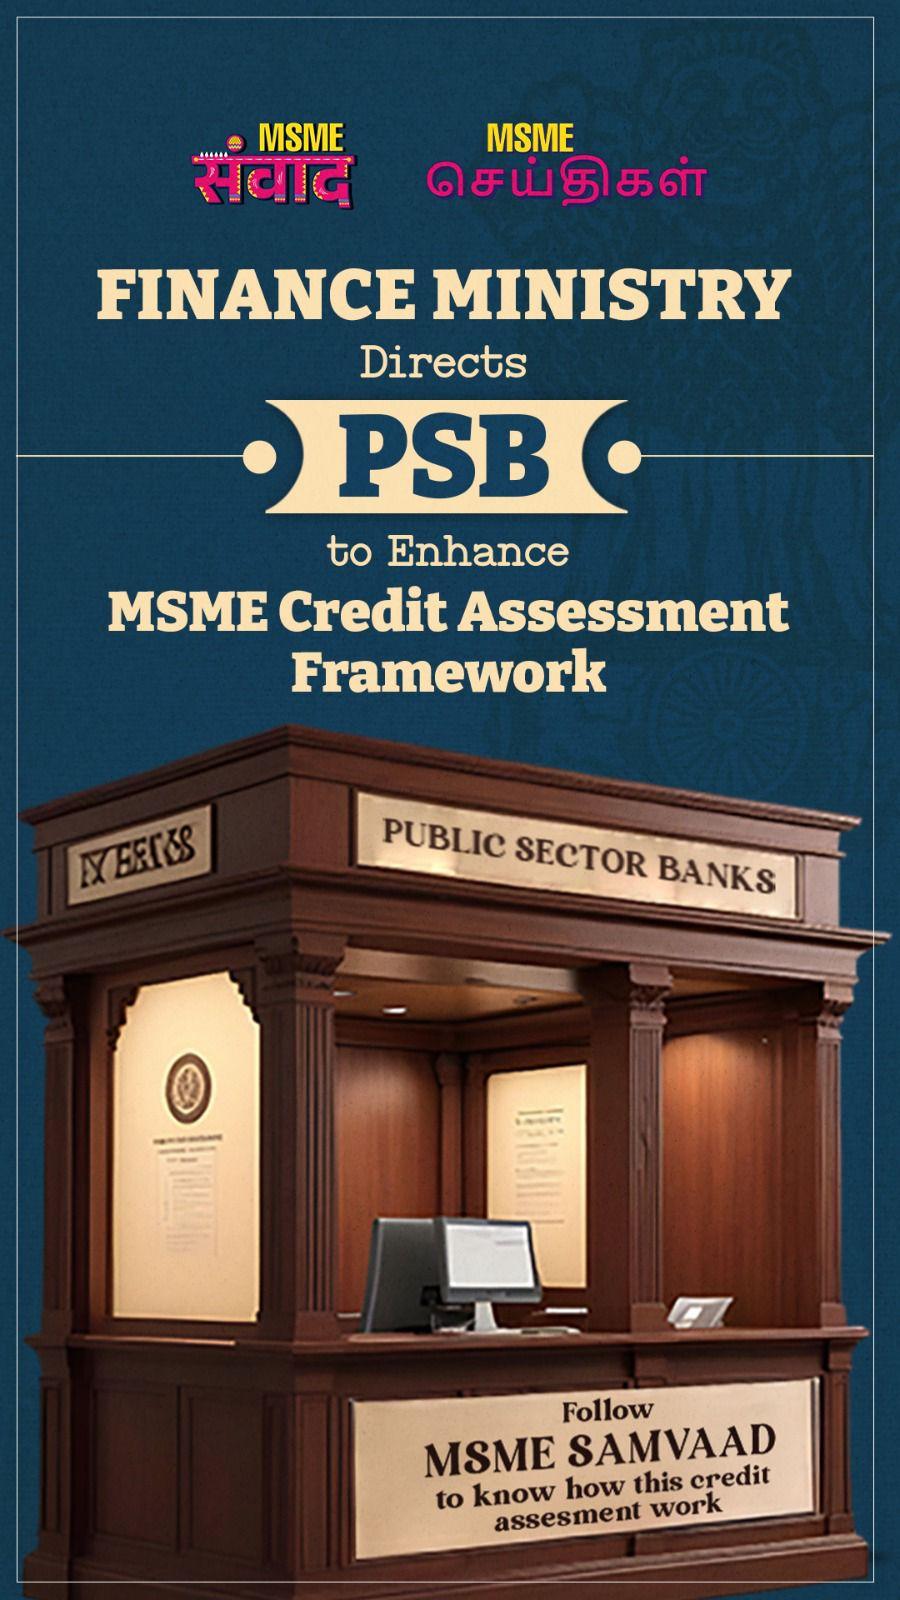 MSME
संवाद
MSME
செய்திகள்
FINANCE MINISTRY
Directs
PSB
to Enhance
MSME Credit Assessment
Framework
PUBLIC SECTOR BANKS
Follow
MSME SAMVAAD
to know how this credit
assesment work